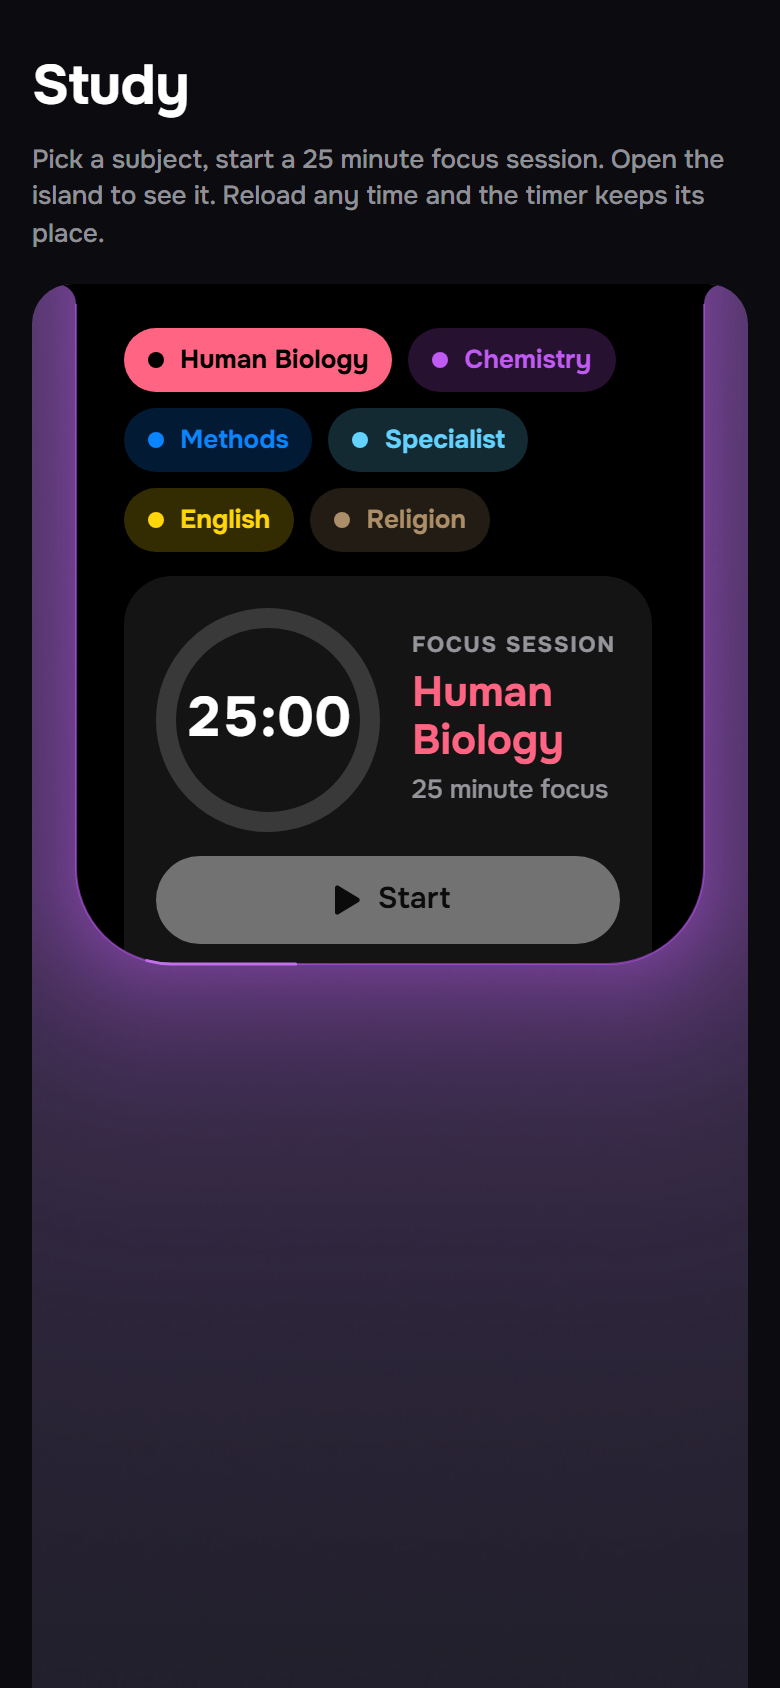 Study
Pick a subject, start a 25 minute focus session. Open the
island to see it. Reload any time and the timer keeps its
place.
Human Biology
Chemistry
Methods
Specialist
English
Religion
25:00
FOCUS SESSION
Human
Biology
25 minute focus
Start